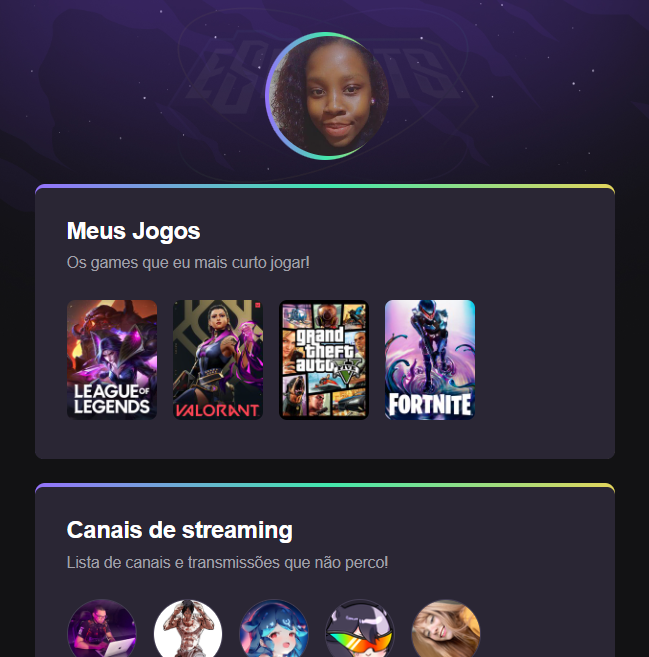 ESPORTS
Meus Jogos
Os games que eu mais curto jogar!
LEAGUE OF
LEGENDS
VALORANT
grand
theft
auto V
FIVE
FORTNITE
Canais de streaming
Lista de canais e transmissões que não perco!